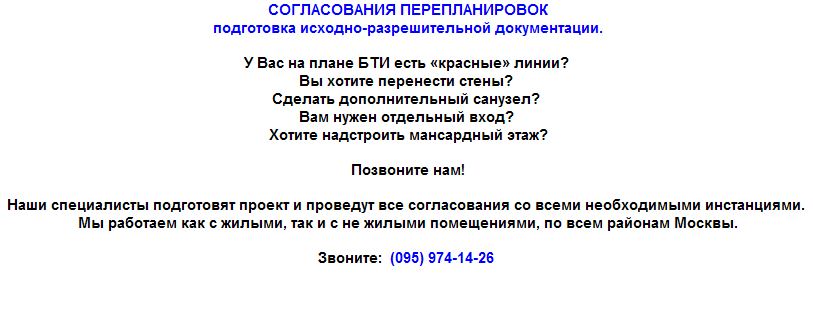 СОГЛАСОВАНИЯ ПЕРЕПЛАНИРОВОК
подготовка исходно-разрешительной документации.
У Вас на плане БТИ есть «красные» линии?
Вы хотите перенести стены?
Сделать дополнительный санузел?
Вам нужен отдельный вход?
Хотите надстроить мансардный этаж?
Позвоните нам!
Наши специалисты подготовят проект и проведут все согласования со всеми необходимыми инстанциями.
Мы работаем как с жилыми, так и с не жилыми помещениями, по всем районам Москвы.
Звоните: (095) 974-14-26